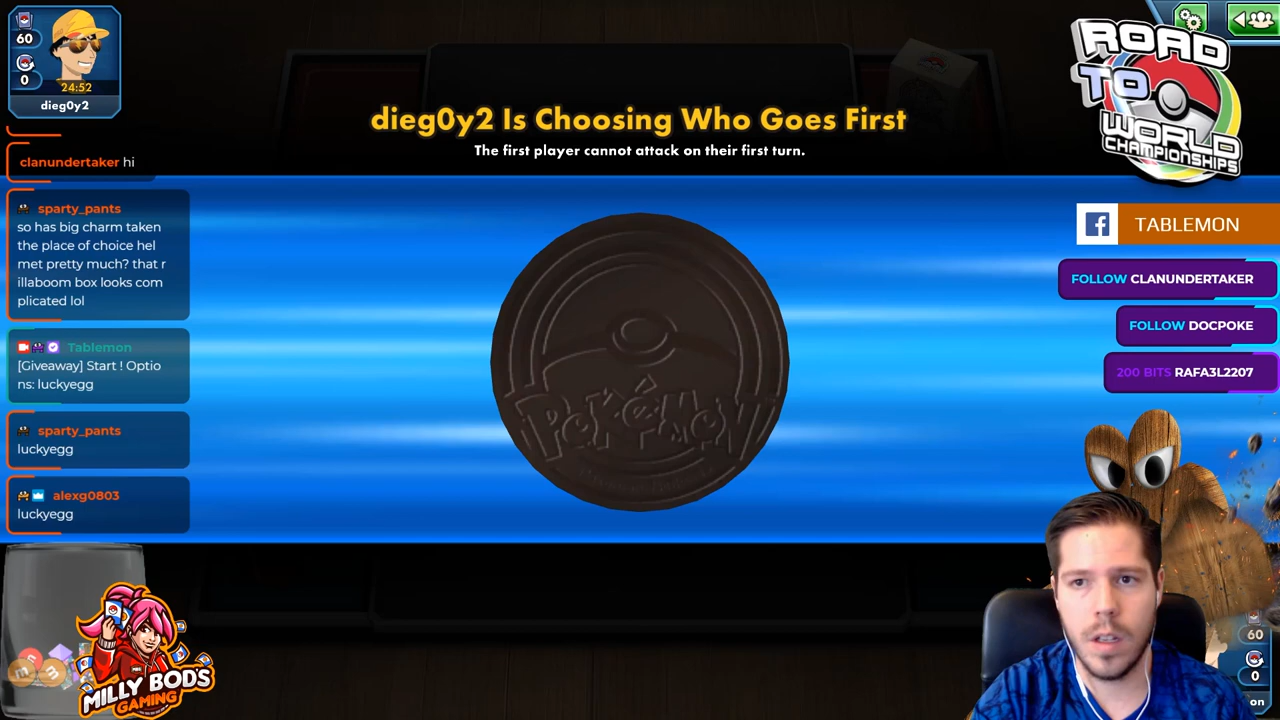 60
0
24:52
dieg0y2
dieg0y2 Is Choosing Who Goes First
The first player cannot attack on their first turn.
ROAD
TO
WORLD
CHAMPIONSHIPS
clanundertaker hi
sparty_pants
so has big charm taken
the place of choice hel
met pretty much? that r
illaboom box looks com
plicated lol
Tablemon
[Giveaway] Start ! Optio
ns: luckyegg
sparty_pants
luckyegg
alexg0803
luckyegg
POKéMON
TABLEMON
FOLLOW CLANUNDERTAKER
FOLLOW DOCPOKE
200 BITS RAFA3L2207
MILLY BOD'S
GAMING
60
0
on